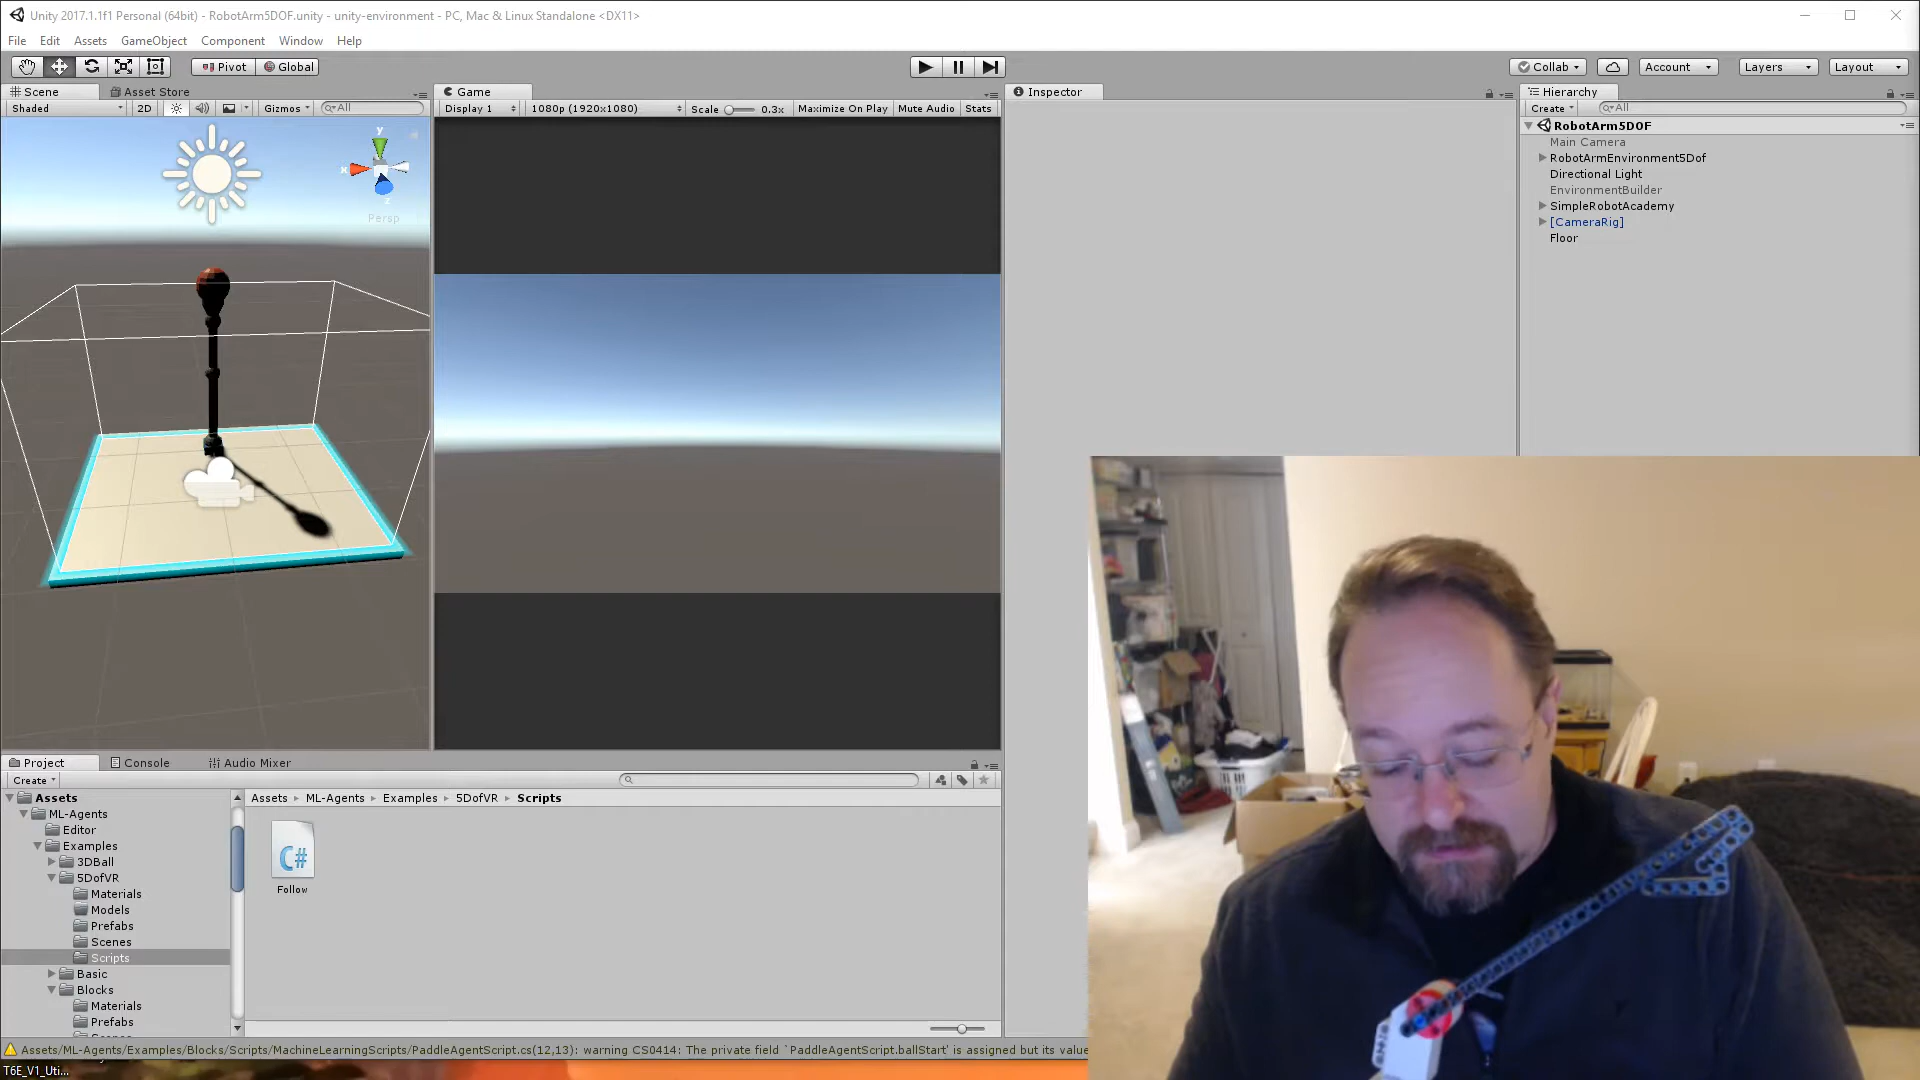 Unity 2017.1.1f1 Personal (64bit) - RobotArm5DOF.unity - unity-environment - PC, Mac & Linux Standalone <DX11>
File Edit Assets GameObject Component Window Help
Pivot Global Collab Account Layers Layout
Scene Asset Store
Shaded 2D Gizmos All
y
x
z
Persp
Game
Display 1 1080p (1920x1080) Scale 0.3x Maximize On Play Mute Audio Stats
Inspector
Hierarchy
Create All
RobotArm5DOF
Main Camera
RobotArmEnvironment5Dof
Directional Light
EnvironmentBuilder
SimpleRobotAcademy
[CameraRig]
Floor
Project Console Audio Mixer
Create
Assets
ML-Agents
Editor
Examples
3DBall
5DofVR
Materials
Models
Prefabs
Scenes
Scripts
Basic
Blocks
Materials
Prefabs
Assets ▸ ML-Agents ▸ Examples ▸ 5DofVR ▸ Scripts
C#
Follow
Assets/ML-Agents/Examples/Blocks/Scripts/MachineLearningScripts/PaddleAgentScript.cs(12,13): warning CS0414: The private field `PaddleAgentScript.ballStart' is assigned but its value
T6E_V1_Uti...